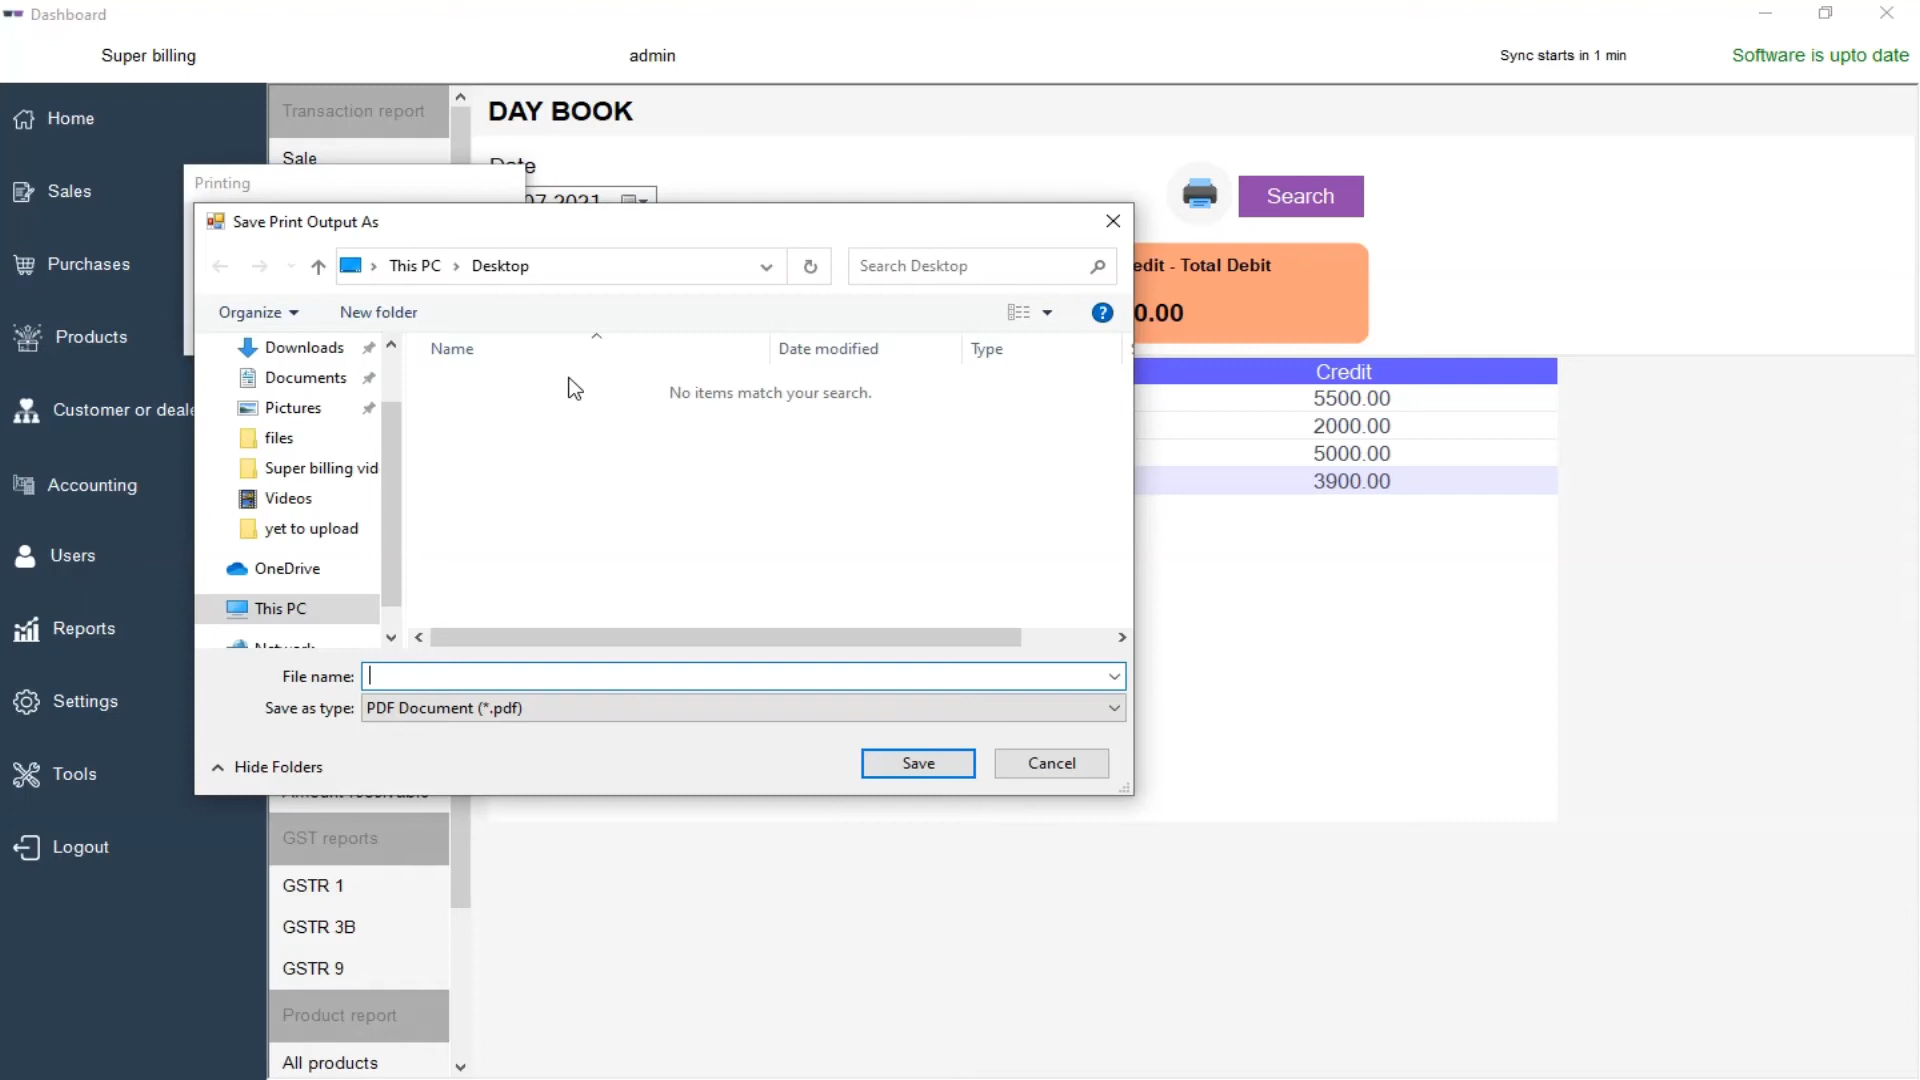 Dashboard
Super billing
admin
Sync starts in 1 min
Software is upto date
Home
Sales
Purchases
Products
Customer or deale
Accounting
Users
Reports
Settings
Tools
Logout
Transaction report
Sale
GST reports
GSTR 1
GSTR 3B
GSTR 9
Product report
All products
DAY BOOK
Date
07.2021
Search
edit - Total Debit
0.00
Credit
5500.00
2000.00
5000.00
3900.00
Printing
Save Print Output As
This PC > Desktop
Search Desktop
Organize
New folder
Downloads
Documents
Pictures
files
Super billing vid
Videos
yet to upload
OneDrive
This PC
Network
Name
Date modified
Type
No items match your search.
File name:
Save as type: PDF Document (*.pdf)
Hide Folders
Save
Cancel